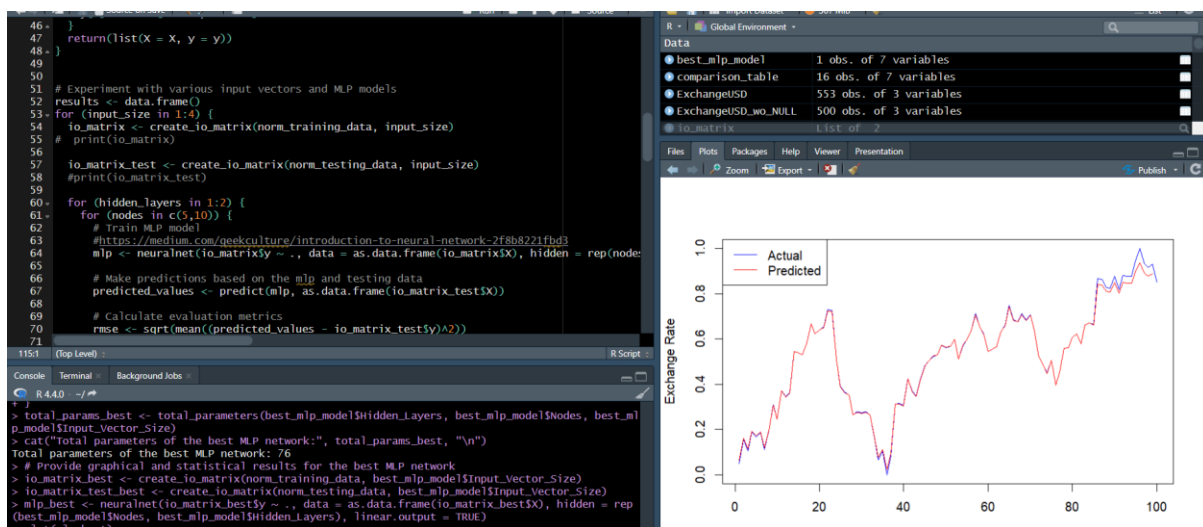 Source on Save Run Source
46 }
47 return(list(X = X, y = y))
48 }
49
50
51 # Experiment with various input vectors and MLP models
52 results <- data.frame()
53 for (input_size in 1:4) {
54 io_matrix <- create_io_matrix(norm_training_data, input_size)
55 # print(io_matrix)
56
57 io_matrix_test <- create_io_matrix(norm_testing_data, input_size)
58 #print(io_matrix_test)
59
60 for (hidden_layers in 1:2) {
61 for (nodes in c(5,10)) {
62 # Train MLP model
63 #https://medium.com/geekculture/introduction-to-neural-network-2f8b8221fbd3
64 mlp <- neuralnet(io_matrix$y ~ ., data = as.data.frame(io_matrix$X), hidden = rep(nodes
65
66 # Make predictions based on the mlp and testing data
67 predicted_values <- predict(mlp, as.data.frame(io_matrix_test$X))
68
69 # Calculate evaluation metrics
70 rmse <- sqrt(mean((predicted_values - io_matrix_test$y)^2))
71
115:1 (Top Level) R Script
Console Terminal Background Jobs
R 4.4.0 · ~/
+ }
> total_params_best <- total_parameters(best_mlp_model$Hidden_Layers, best_mlp_model$Nodes, best_ml
p_model$Input_Vector_Size)
> cat("Total parameters of the best MLP network:", total_params_best, "\n")
Total parameters of the best MLP network: 76
> # Provide graphical and statistical results for the best MLP network
> io_matrix_best <- create_io_matrix(norm_training_data, best_mlp_model$Input_Vector_Size)
> io_matrix_test_best <- create_io_matrix(norm_testing_data, best_mlp_model$Input_Vector_Size)
> mlp_best <- neuralnet(io_matrix_best$y ~ ., data = as.data.frame(io_matrix_best$X), hidden = rep
(best_mlp_model$Nodes, best_mlp_model$Hidden_Layers), linear.output = TRUE)
Import Dataset 307 MiB List
R Global Environment
Data
best_mlp_model 1 obs. of 7 variables
comparison_table 16 obs. of 7 variables
ExchangeUSD 553 obs. of 3 variables
ExchangeUSD_wo_NULL 500 obs. of 3 variables
io_matrix List of 2
Files Plots Packages Help Viewer Presentation
Zoom Export Publish
Actual
Predicted
Exchange Rate
1.0
0.8
0.6
0.4
0.2
0.0
0 20 40 60 80 100